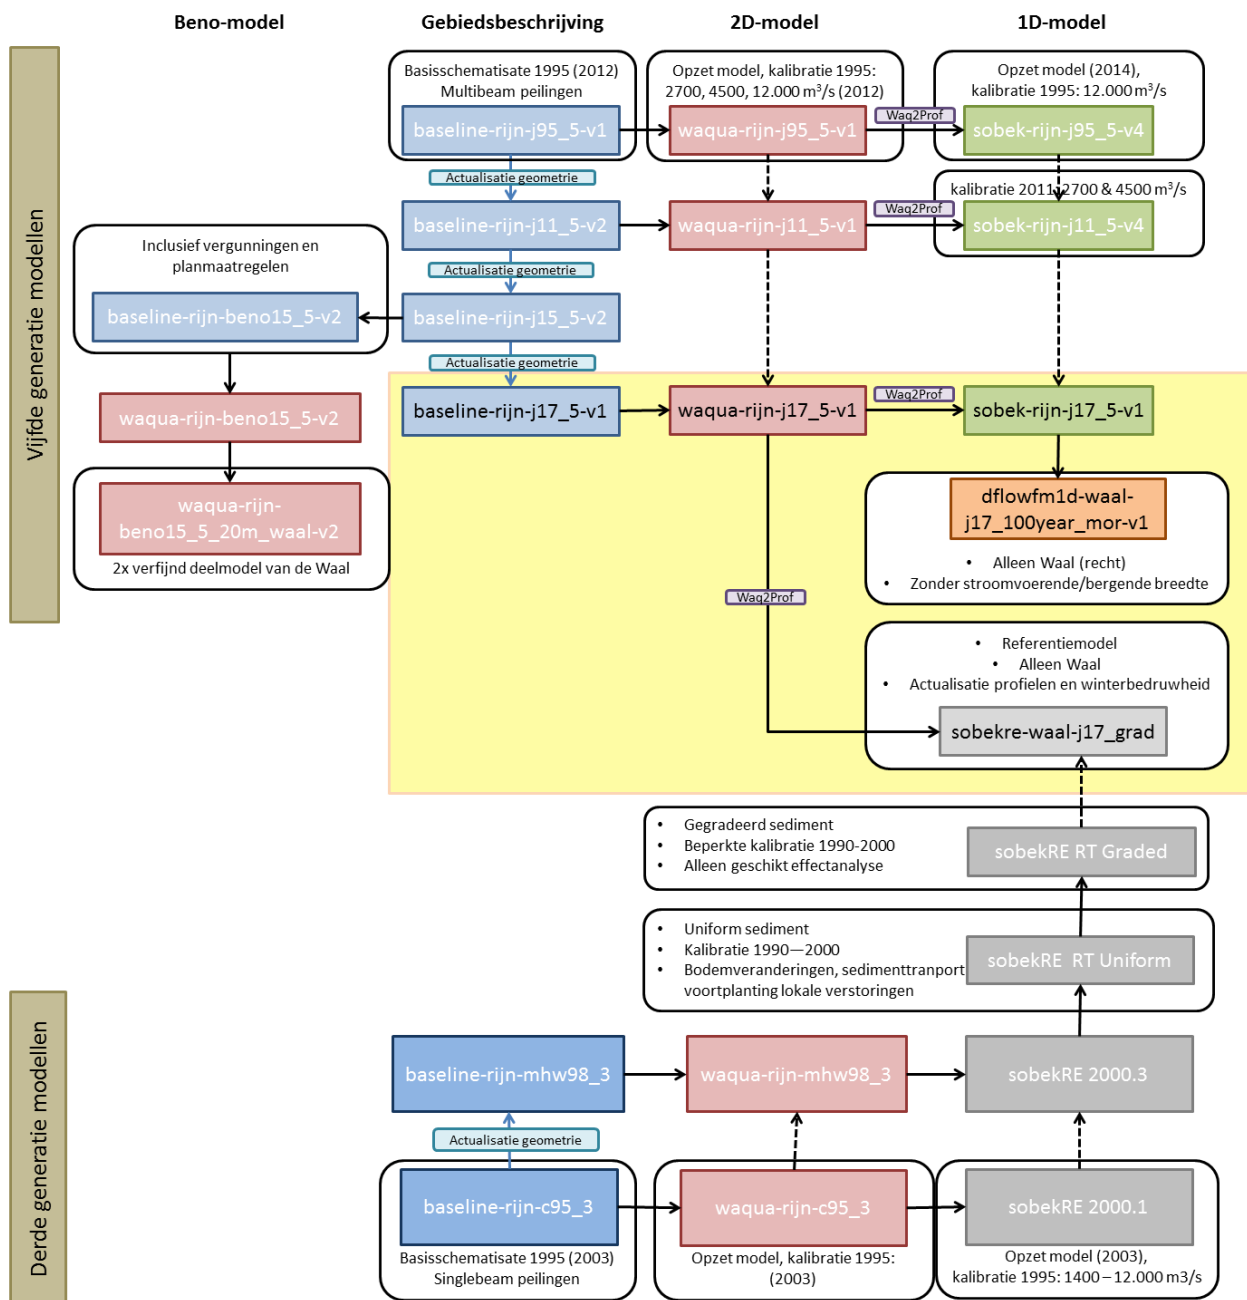 Beno-model
Gebiedsbeschrijving
2D-model
1D-model
Vijfde generatie modellen
Basisschematisate 1995 (2012)
Multibeam peilingen
baseline-rijn-j95_5-v1
Opzet model, kalibratie 1995:
2700, 4500, 12.000 m³/s (2012)
waqua-rijn-j95_5-v1
Waq2Prof
Opzet model (2014),
kalibratie 1995: 12.000 m³/s
sobek-rijn-j95_5-v4
Actualisatie geometrie
baseline-rijn-j11_5-v2
waqua-rijn-j11_5-v1
Waq2Prof
kalibratie 2011: 2700 & 4500 m³/s
sobek-rijn-j11_5-v4
Actualisatie geometrie
Inclusief vergunningen en
planmaatregelen
baseline-rijn-beno15_5-v2
baseline-rijn-j15_5-v2
Actualisatie geometrie
waqua-rijn-beno15_5-v2
baseline-rijn-j17_5-v1
waqua-rijn-j17_5-v1
Waq2Prof
sobek-rijn-j17_5-v1
waqua-rijn-
beno15_5_20m_waal-v2
2x verfijnd deelmodel van de Waal
dflowfm1d-waal-
j17_100year_mor-v1
• Alleen Waal (recht)
• Zonder stroomvoerende/bergende breedte
Waq2Prof
• Referentiemodel
• Alleen Waal
• Actualisatie profielen en winterbedruwheid
sobekre-waal-j17_grad
• Gegradeerd sediment
• Beperkte kalibratie 1990-2000
• Alleen geschikt effectanalyse
sobekRE RT Graded
• Uniform sediment
• Kalibratie 1990—2000
• Bodemveranderingen, sedimenttranport
voortplanting lokale verstoringen
sobekRE RT Uniform
Derde generatie modellen
baseline-rijn-mhw98_3
waqua-rijn-mhw98_3
sobekRE 2000.3
Actualisatie geometrie
baseline-rijn-c95_3
Basisschematisate 1995 (2003)
Singlebeam peilingen
waqua-rijn-c95_3
Opzet model, kalibratie 1995:
(2003)
sobekRE 2000.1
Opzet model (2003),
kalibratie 1995: 1400 – 12.000 m3/s